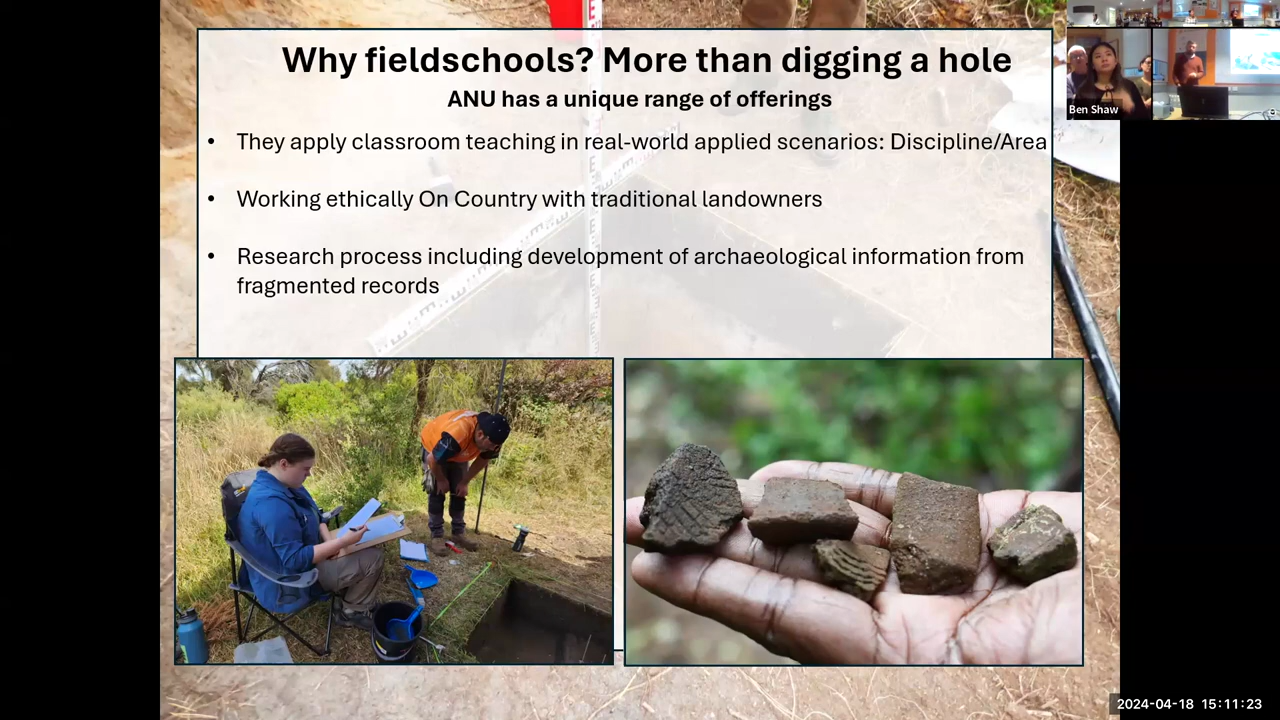 Why fieldschools? More than digging a hole
ANU has a unique range of offerings
• They apply classroom teaching in real-world applied scenarios: Discipline/Area
• Working ethically On Country with traditional landowners
• Research process including development of archaeological information from
fragmented records
Ben Shaw
2024-04-18 15:11:23